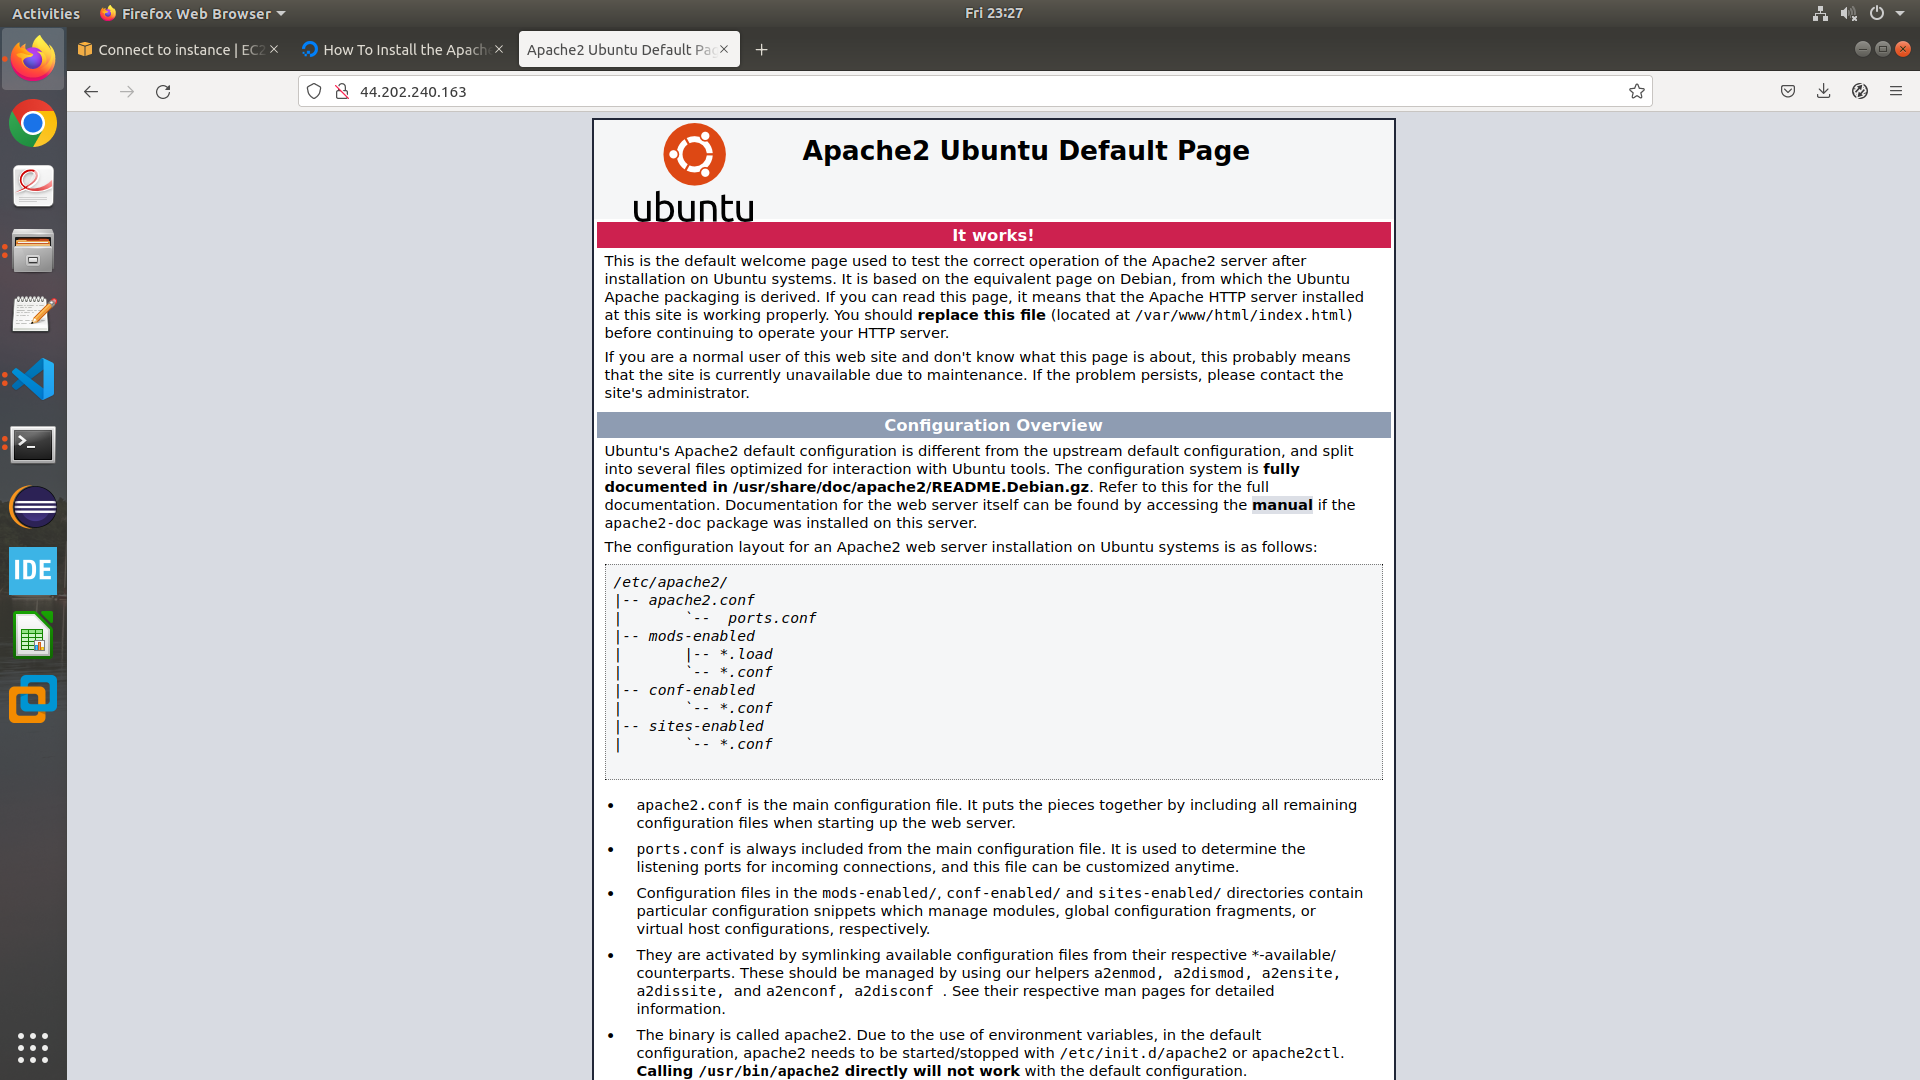 Activities
Firefox Web Browser
Fri 23:27
Connect to instance | EC2
How To Install the Apach
Apache2 Ubuntu Default Pag
44.202.240.163
ubuntu
Apache2 Ubuntu Default Page
It works!
This is the default welcome page used to test the correct operation of the Apache2 server after
installation on Ubuntu systems. It is based on the equivalent page on Debian, from which the Ubuntu
Apache packaging is derived. If you can read this page, it means that the Apache HTTP server installed
at this site is working properly. You should replace this file (located at /var/www/html/index.html)
before continuing to operate your HTTP server.
If you are a normal user of this web site and don't know what this page is about, this probably means
that the site is currently unavailable due to maintenance. If the problem persists, please contact the
site's administrator.
Configuration Overview
Ubuntu's Apache2 default configuration is different from the upstream default configuration, and split
into several files optimized for interaction with Ubuntu tools. The configuration system is fully
documented in /usr/share/doc/apache2/README.Debian.gz. Refer to this for the full
documentation. Documentation for the web server itself can be found by accessing the manual if the
apache2-doc package was installed on this server.
The configuration layout for an Apache2 web server installation on Ubuntu systems is as follows:
/etc/apache2/
|-- apache2.conf
|       `--  ports.conf
|-- mods-enabled
|       |-- *.load
|       `-- *.conf
|-- conf-enabled
|       `-- *.conf
|-- sites-enabled
|       `-- *.conf
• apache2.conf is the main configuration file. It puts the pieces together by including all remaining
configuration files when starting up the web server.
• ports.conf is always included from the main configuration file. It is used to determine the
listening ports for incoming connections, and this file can be customized anytime.
• Configuration files in the mods-enabled/, conf-enabled/ and sites-enabled/ directories contain
particular configuration snippets which manage modules, global configuration fragments, or
virtual host configurations, respectively.
• They are activated by symlinking available configuration files from their respective *-available/
counterparts. These should be managed by using our helpers a2enmod, a2dismod, a2ensite,
a2dissite, and a2enconf, a2disconf . See their respective man pages for detailed
information.
• The binary is called apache2. Due to the use of environment variables, in the default
configuration, apache2 needs to be started/stopped with /etc/init.d/apache2 or apache2ctl.
Calling /usr/bin/apache2 directly will not work with the default configuration.
IDE